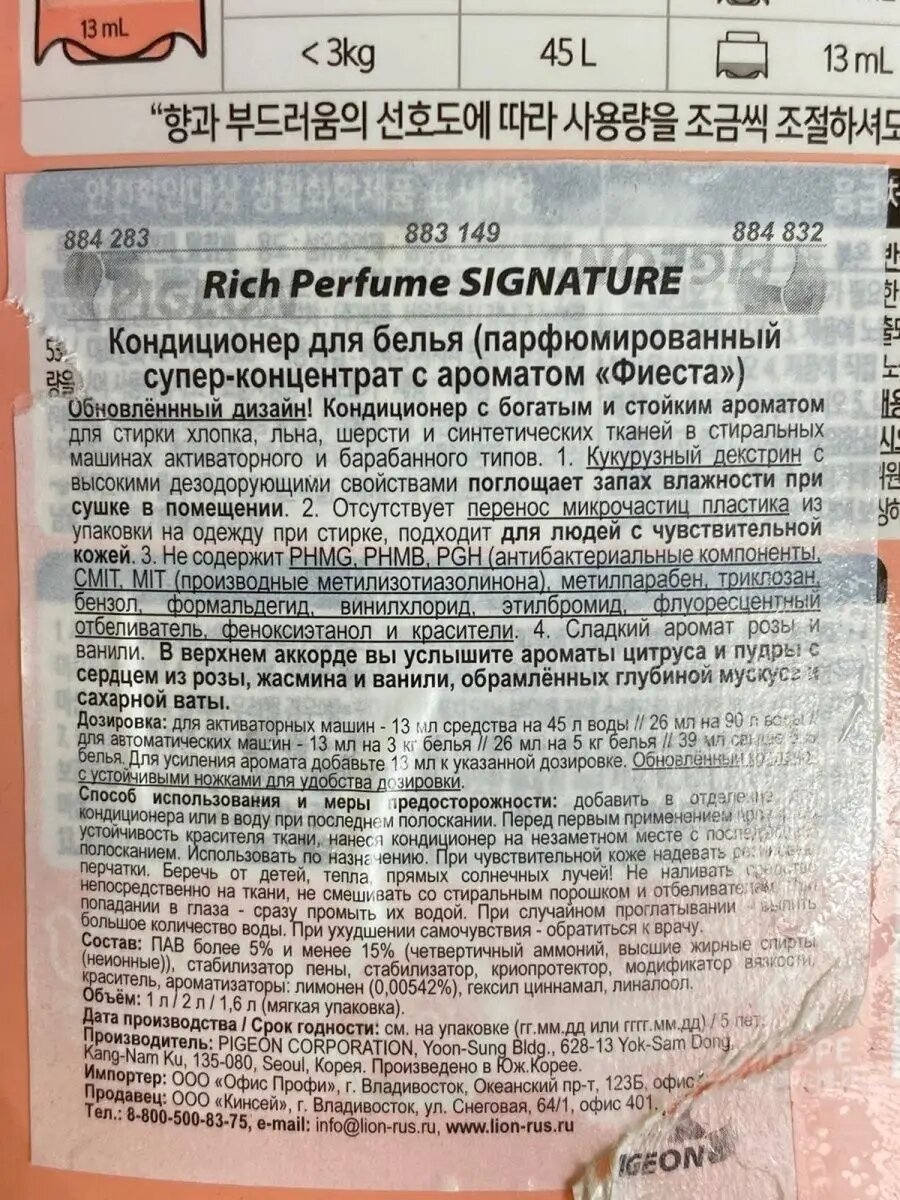 13 mL
< 3kg 45 L 13 mL
“향과 부드러움의 선호도에 따라 사용량을 조금씩 조절하셔도
884 283 883 149 884 832
Rich Perfume SIGNATURE
Кондиционер для белья (парфюмированный
супер-концентрат с ароматом «Фиеста»)
Обновлённный дизайн! Кондиционер с богатым и стойким ароматом
для стирки хлопка, льна, шерсти и синтетических тканей в стиральных
машинах активаторного и барабанного типов. 1. Кукурузный декстрин с
высокими дезодорующими свойствами поглощает запах влажности при
сушке в помещении. 2. Отсутствует перенос микрочастиц пластика из
упаковки на одежду при стирке, подходит для людей с чувствительной
кожей. 3. Не содержит PHMG, PHMB, PGH (антибактериальные компоненты,
CMIT, MIT (производные метилизотиазолинона), метилпарабен, триклозан,
бензол, формальдегид, винилхлорид, этилбромид, флуоресцентный
отбеливатель, феноксиэтанол и красители. 4. Сладкий аромат розы и
ванили. В верхнем аккорде вы услышите ароматы цитруса и пудры с
сердцем из розы, жасмина и ванили, обрамлённых глубиной мускуса и
сахарной ваты.
Дозировка: для активаторных машин - 13 мл средства на 45 л воды // 26 мл на 90 л воды //
для автоматических машин - 13 мл на 3 кг белья // 26 мл на 5 кг белья // 39 мл
белья. Для усиления аромата добавьте 13 мл к указанной дозировке. Обновлённый
с устойчивыми ножками для удобства дозировки.
Способ использования и меры предосторожности: добавить в
кондиционера или в воду при последнем полоскании. Перед первым применением
устойчивость красителя ткани, нанеся кондиционер на незаметном месте с
полосканием. Использовать по назначению. При чувствительной коже надевать
перчатки. Беречь от детей, тепла, прямых солнечных лучей! Не наливать
непосредственно на ткани, не смешивать со стиральным порошком и
попадании в глаза - сразу промыть их водой. При случайном проглатывании - выпить
большое количество воды. При ухудшении самочувствия - обратиться к врачу.
Состав: ПАВ более 5% и менее 15% (четвертичный аммоний, высшие жирные спирты
(неионные)), стабилизатор пены, стабилизатор, криопротектор, модификатор вязкости,
краситель, ароматизаторы: лимонен (0,00542%), гексил циннамал, линалоол.
Объём: 1 л / 2 л / 1,6 л (мягкая упаковка).
Дата производства / Срок годности: см. на упаковке (гг.мм.дд или гггг.мм.дд) / 5 лет.
Производитель: PIGEON CORPORATION, Yoon-Sung Bldg., 628-13 Yok-Sam Dong,
Kang-Nam Ku, 135-080, Seoul, Корея. Произведено в Юж.Корее.
Импортер: ООО «Офис Профи», г. Владивосток, Океанский пр-т, 123Б, офис
Продавец: ООО «Кинсей», г. Владивосток, ул. Снеговая, 64/1, офис 401.
Тел.: 8-800-500-83-75, e-mail: info@lion-rus.ru, www.lion-rus.ru
IGEON